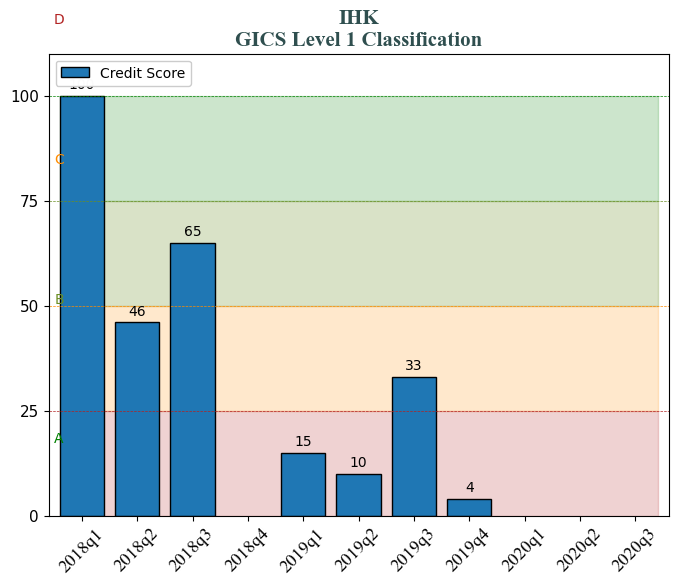 D
IHK
GICS Level 1 Classification
Credit Score
100
100
C
75
65
B
50
46
33
25
A
15
10
4
0
2018q1
2018q2
2018q3
2018q4
2019q1
2019q2
2019q3
2019q4
2020q1
2020q2
2020q3